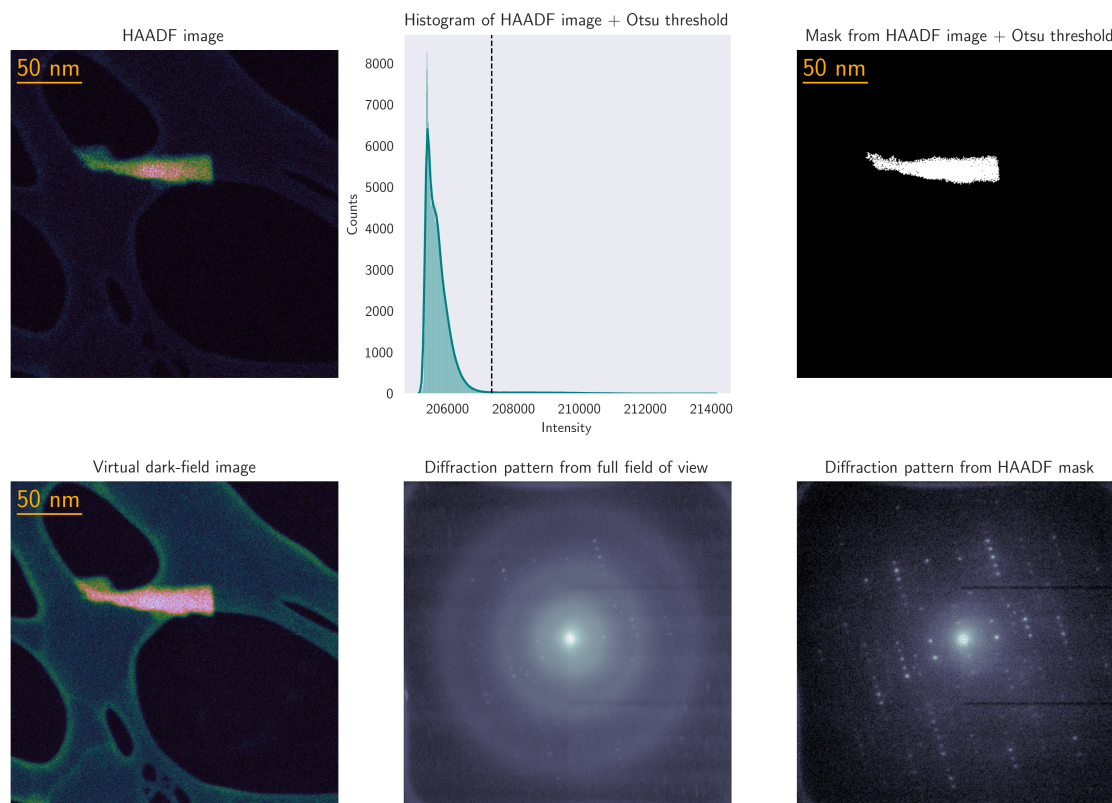 HAADF image
50 nm
Histogram of HAADF image + Otsu threshold
Counts
8000
7000
6000
5000
4000
3000
2000
1000
0
206000 208000 210000 212000 214000
Intensity
Mask from HAADF image + Otsu threshold
50 nm
Virtual dark-field image
50 nm
Diffraction pattern from full field of view
Diffraction pattern from HAADF mask